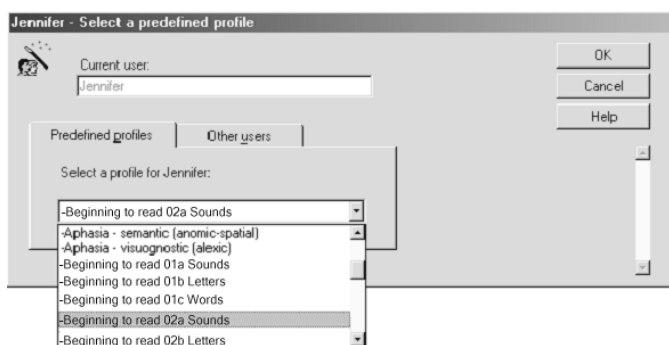 Jennifer - Select a predefined profile
Current user:
Jennifer
OK
Cancel
Help
Predefined profiles
Other users
Select a profile for Jennifer:
-Beginning to read 02a Sounds
-Aphasia - semantic (anomic-spatial)
-Aphasia - visuognostic (alexic)
-Beginning to read 01a Sounds
-Beginning to read 01b Letters
-Beginning to read 01c Words
-Beginning to read 02a Sounds
-Beginning to read 02b Letters